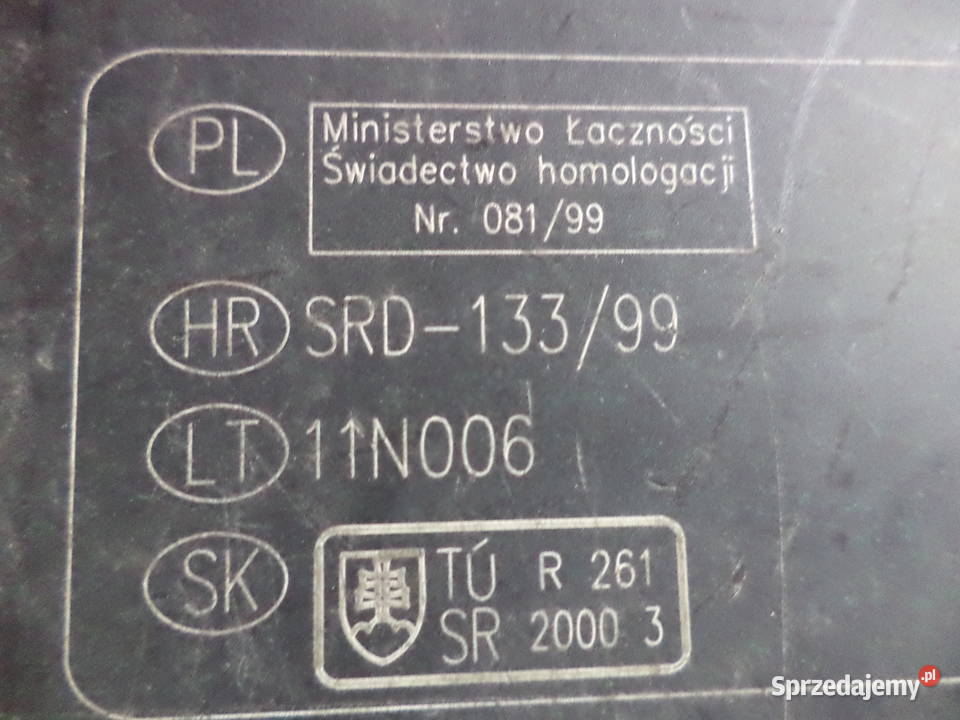 PL
Ministerstwo Łaczności
Świadectwo homologacji
Nr. 081/99
HR SRD-133/99
LT 11N006
SK
TÚ R 261
SR 2000 3
Sprzedajemy.pl